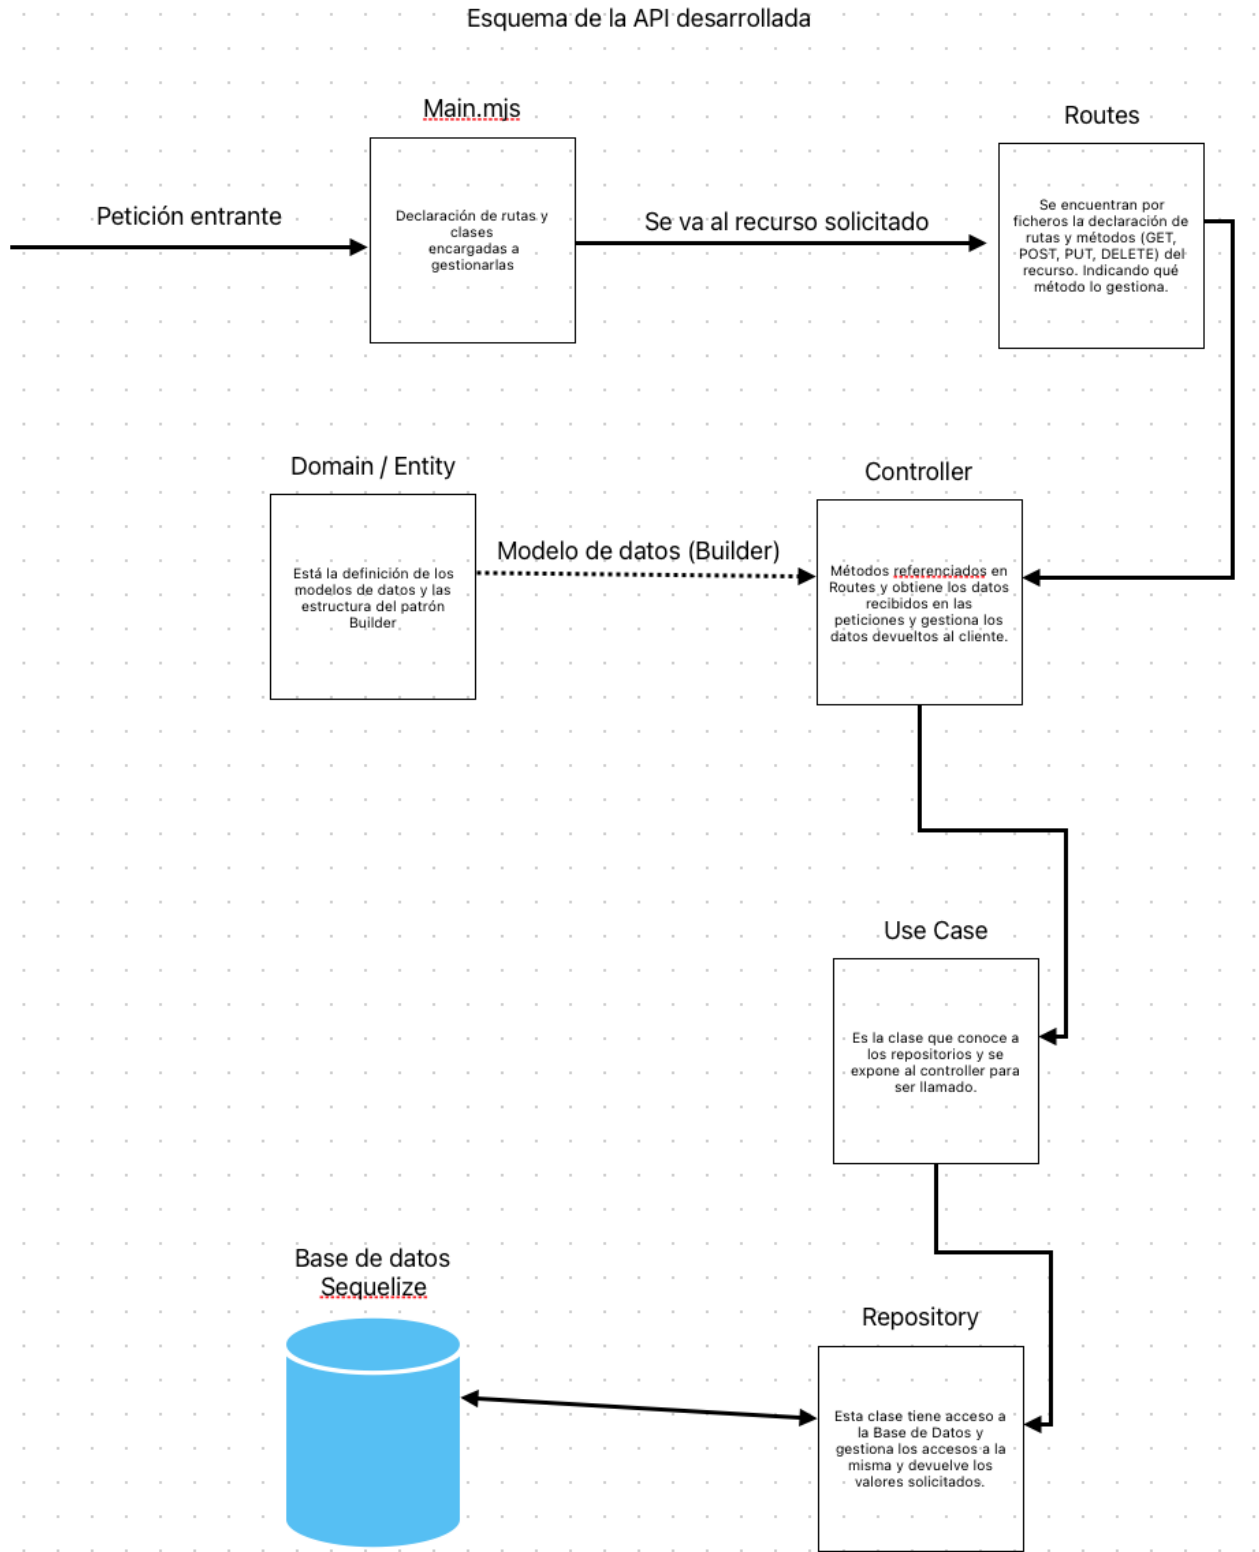 Esquema de la API desarrollada
Main.mjs
Routes
Petición entrante
Declaración de rutas y
clases
encargadas a
gestionarlas
Se va al recurso solicitado
Se encuentran por
ficheros la declaración de
rutas y métodos (GET,
POST, PUT, DELETE) del
recurso. Indicando qué
método lo gestiona.
Domain / Entity
Controller
Está la definición de los
modelos de datos y las
estructura del patrón
Builder
Modelo de datos (Builder)
Métodos referenciados en
Routes y obtiene los datos
recibidos en las
peticiones y gestiona los
datos devueltos al cliente.
Use Case
Es la clase que conoce a
los repositorios y se
expone al controller para
ser llamado.
Base de datos
Sequelize
Repository
Esta clase tiene acceso a
la Base de Datos y
gestiona los accesos a la
misma y devuelve los
valores solicitados.